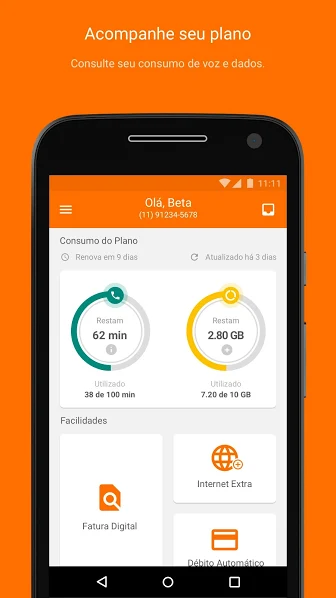 Acompanhe seu plano
Consulte seu consumo de voz e dados.
11:11
Olá, Beta
(11) 91234-5678
Consumo do Plano
Renova em 9 dias
Atualizado há 3 dias
Restam
62 min
Utilizado
38 de 100 min
Restam
2.80 GB
Utilizado
7.20 de 10 GB
Facilidades
Fatura Digital
Internet Extra
Débito Automático